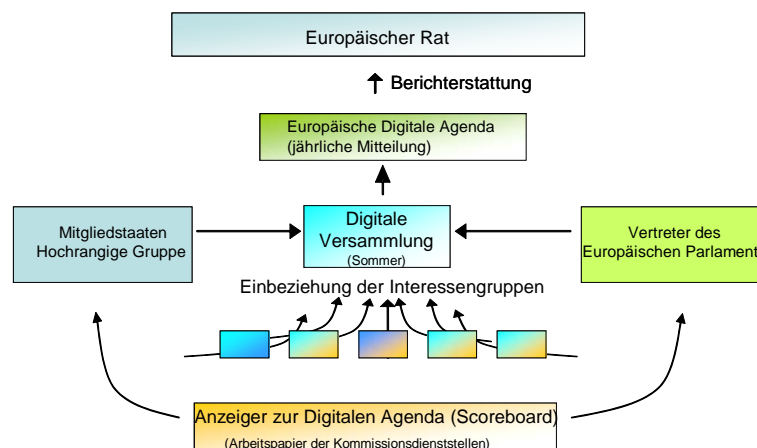 Europäischer Rat
Berichterstattung
Europäische Digitale Agenda
(jährliche Mitteilung)
Mitgliedstaaten
Hochrangige Gruppe
Digitale
Versammlung
(Sommer)
Vertreter des
Europäischen Parlament
Einbeziehung der Interessengruppen
Anzeiger zur Digitalen Agenda (Scoreboard)
(Arbeitspapier der Kommissionsdienststellen)